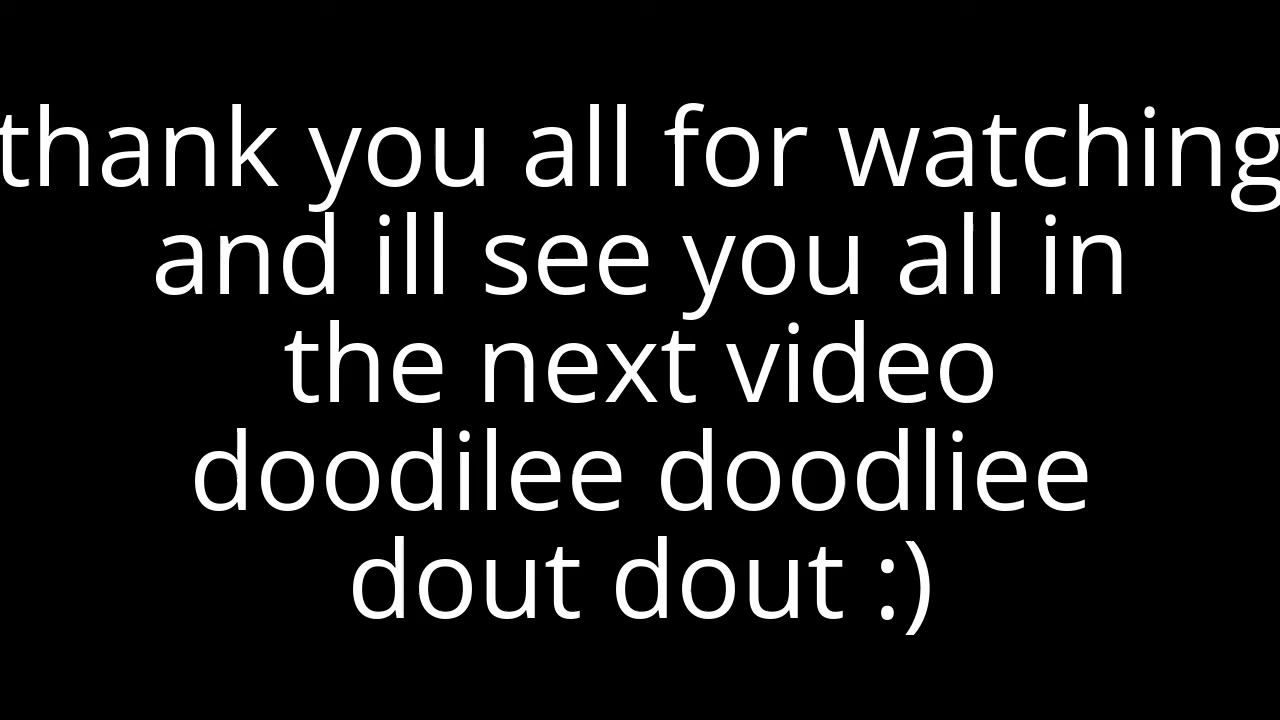 thank you all for watching
and ill see you all in
the next video
doodilee doodliee
dout dout :)